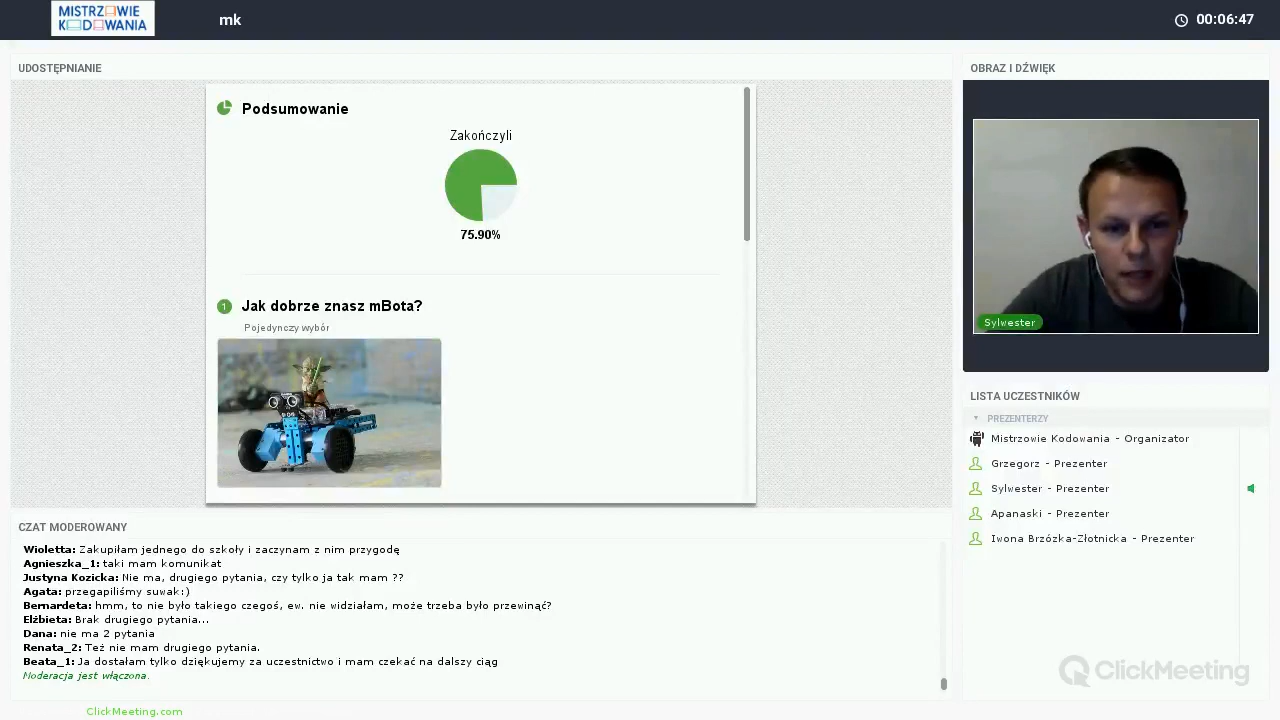 MISTRZOWIE
KODOWANIA
mk
00:06:47
UDOSTĘPNIANIE
Podsumowanie
Zakończyli
75.90%
1 Jak dobrze znasz mBota?
Pojedynczy wybór
OBRAZ I DŹWIĘK
Sylwester
LISTA UCZESTNIKÓW
PREZENTERZY
Mistrzowie Kodowania - Organizator
Grzegorz - Prezenter
Sylwester - Prezenter
Apanaski - Prezenter
Iwona Brzózka-Złotnicka - Prezenter
CZAT MODEROWANY
Wioletta: Zakupiłam jednego do szkoły i zaczynam z nim przygodę
Agnieszka_1: taki mam komunikat
Justyna Kozicka: Nie ma, drugiego pytania, czy tylko ja tak mam ??
Agata: przegapiliśmy suwak:)
Bernardeta: hmm, to nie było takiego czegoś, ew. nie widziałam, może trzeba było przewinąć?
Elżbieta: Brak drugiego pytania...
Dana: nie ma 2 pytania
Renata_2: Też nie mam drugiego pytania.
Beata_1: Ja dostałam tylko dziękujemy za uczestnictwo i mam czekać na dalszy ciąg
Moderacja jest włączona.
ClickMeeting
ClickMeeting.com